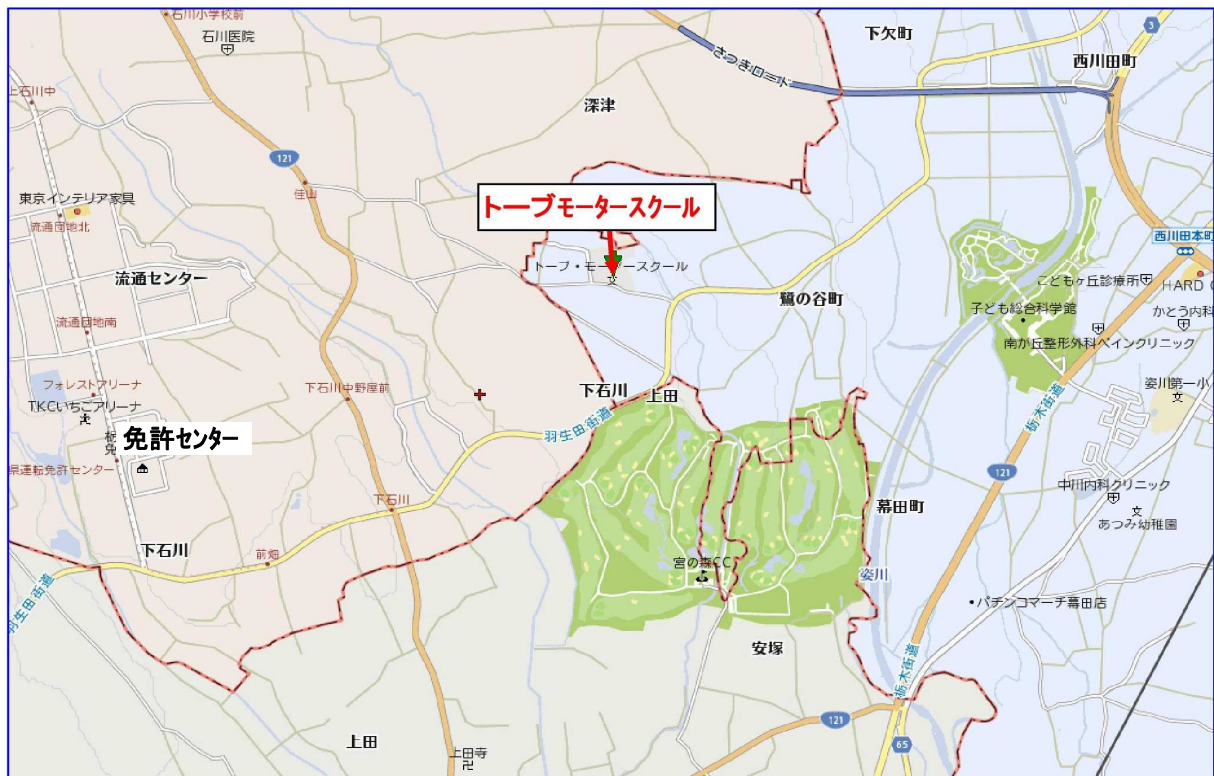 石川小学校前
石川医院
下欠町
3
西川田町
さつきロード
上石川中
深津
121
佳山
東京インテリア家具
流通団地北
トーブモータースクール
西川田本町
流通センター
トーブ・モータースクール
こどもヶ丘診療所
HARD
鷺の谷町
子ども総合科学館
かとう内科
流通団地南
南が丘整形外科ペインクリニック
フォレストアリーナ
下石川中野屋前
下石川
上田
姿川第一小
TKCいちごアリーナ
羽生田街道
栃木街道
免許センター
県運転免許センター
121
中川内科クリニック
下石川
幕田町
あつみ幼稚園
下石川
前畑
宮の森CC
姿川
羽生田街道
パチンコマーチ幕田店
安塚
栃木街道
121
上田
上田寺
65